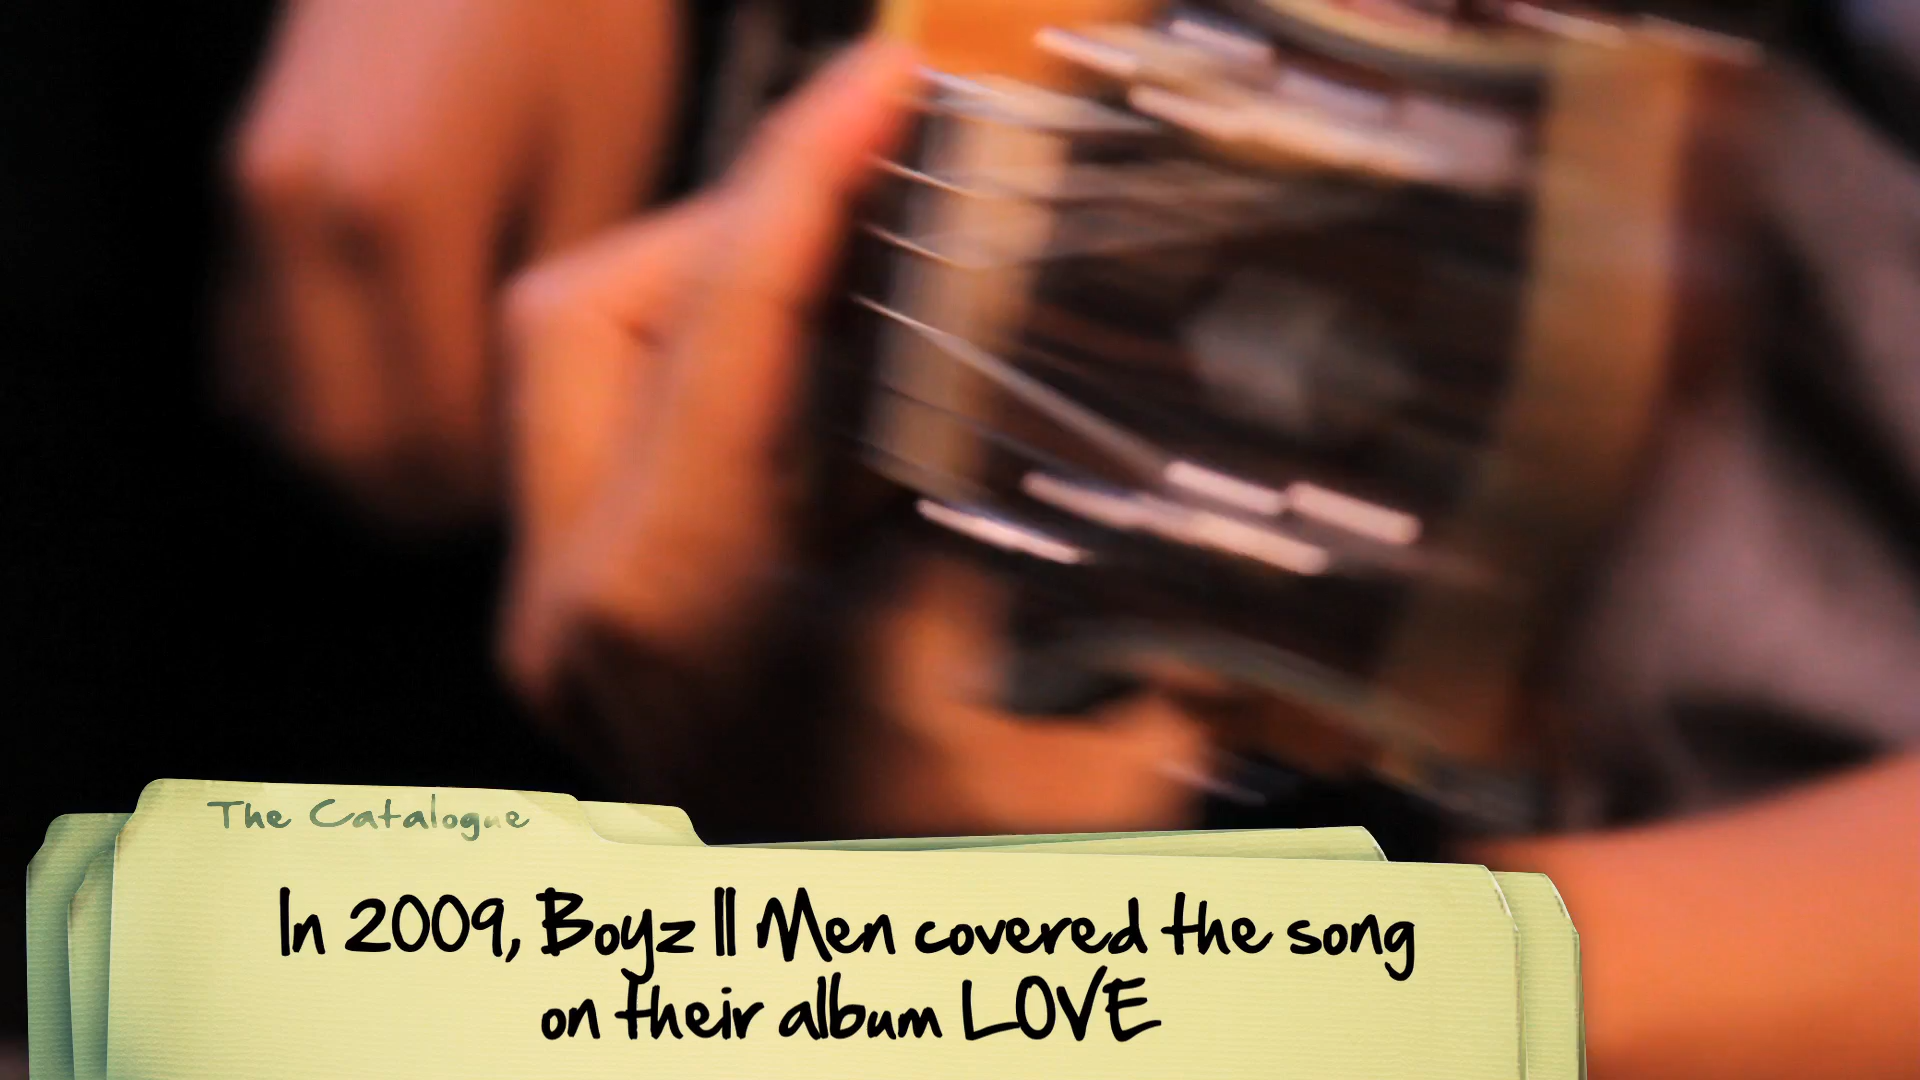 The Catalogue
In 2009, Boyz II Men covered the song
on their album LOVE